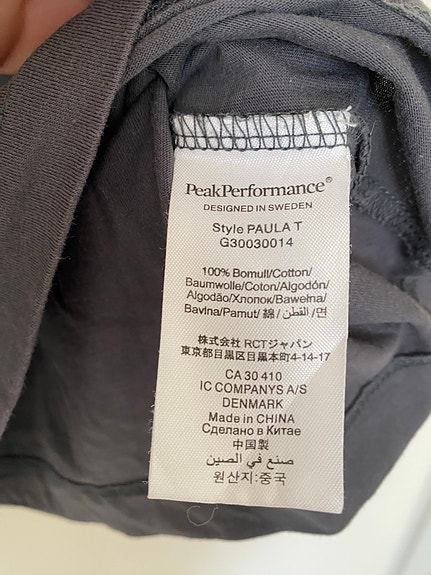 PeakPerformance®
DESIGNED IN SWEDEN
Style PAULA T
G30030014
100% Bomull/Cotton/
Baumwolle/Coton/Algodón/
Algodão/Хлопок/Bawełna/
Bavlna/Pamut/ 綿 / القطن /면
株式会社 RCTジャパン
東京都目黒区目黒本町4-14-17
CA 30 410
IC COMPANYS A/S
DENMARK
Made in CHINA
Сделано в Китае
中国製
صنع في الصين
원산지:중국